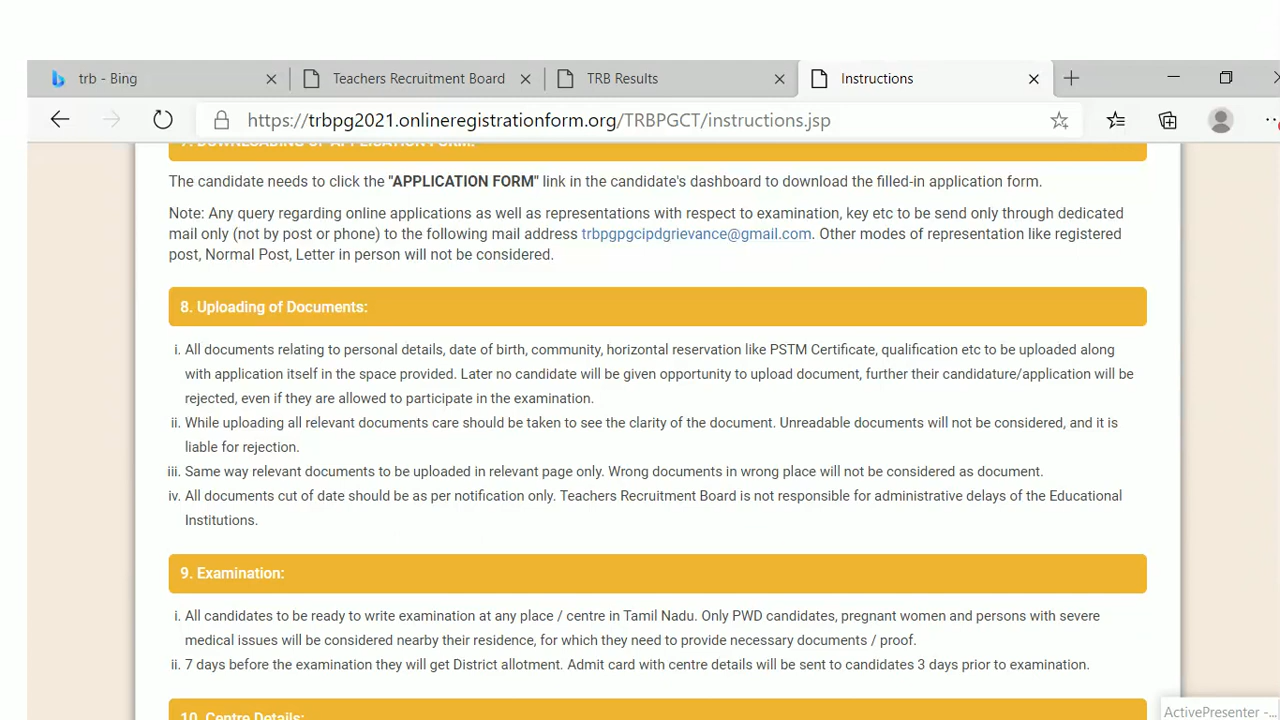 trb - Bing
Teachers Recruitment Board
TRB Results
Instructions
https://trbpg2021.onlineregistrationform.org/TRBPGCT/instructions.jsp
7. DOWNLOADING OF APPLICATION FORM:
The candidate needs to click the "APPLICATION FORM" link in the candidate's dashboard to download the filled-in application form.
Note: Any query regarding online applications as well as representations with respect to examination, key etc to be send only through dedicated
mail only (not by post or phone) to the following mail address trbpgpgcipdgrievance@gmail.com. Other modes of representation like registered
post, Normal Post, Letter in person will not be considered.
8. Uploading of Documents:
i. All documents relating to personal details, date of birth, community, horizontal reservation like PSTM Certificate, qualification etc to be uploaded along
with application itself in the space provided. Later no candidate will be given opportunity to upload document, further their candidature/application will be
rejected, even if they are allowed to participate in the examination.
ii. While uploading all relevant documents care should be taken to see the clarity of the document. Unreadable documents will not be considered, and it is
liable for rejection.
iii. Same way relevant documents to be uploaded in relevant page only. Wrong documents in wrong place will not be considered as document.
iv. All documents cut of date should be as per notification only. Teachers Recruitment Board is not responsible for administrative delays of the Educational
Institutions.
9. Examination:
i. All candidates to be ready to write examination at any place / centre in Tamil Nadu. Only PWD candidates, pregnant women and persons with severe
medical issues will be considered nearby their residence, for which they need to provide necessary documents / proof.
ii. 7 days before the examination they will get District allotment. Admit card with centre details will be sent to candidates 3 days prior to examination.
10. Centre Details:
ActivePresenter -...